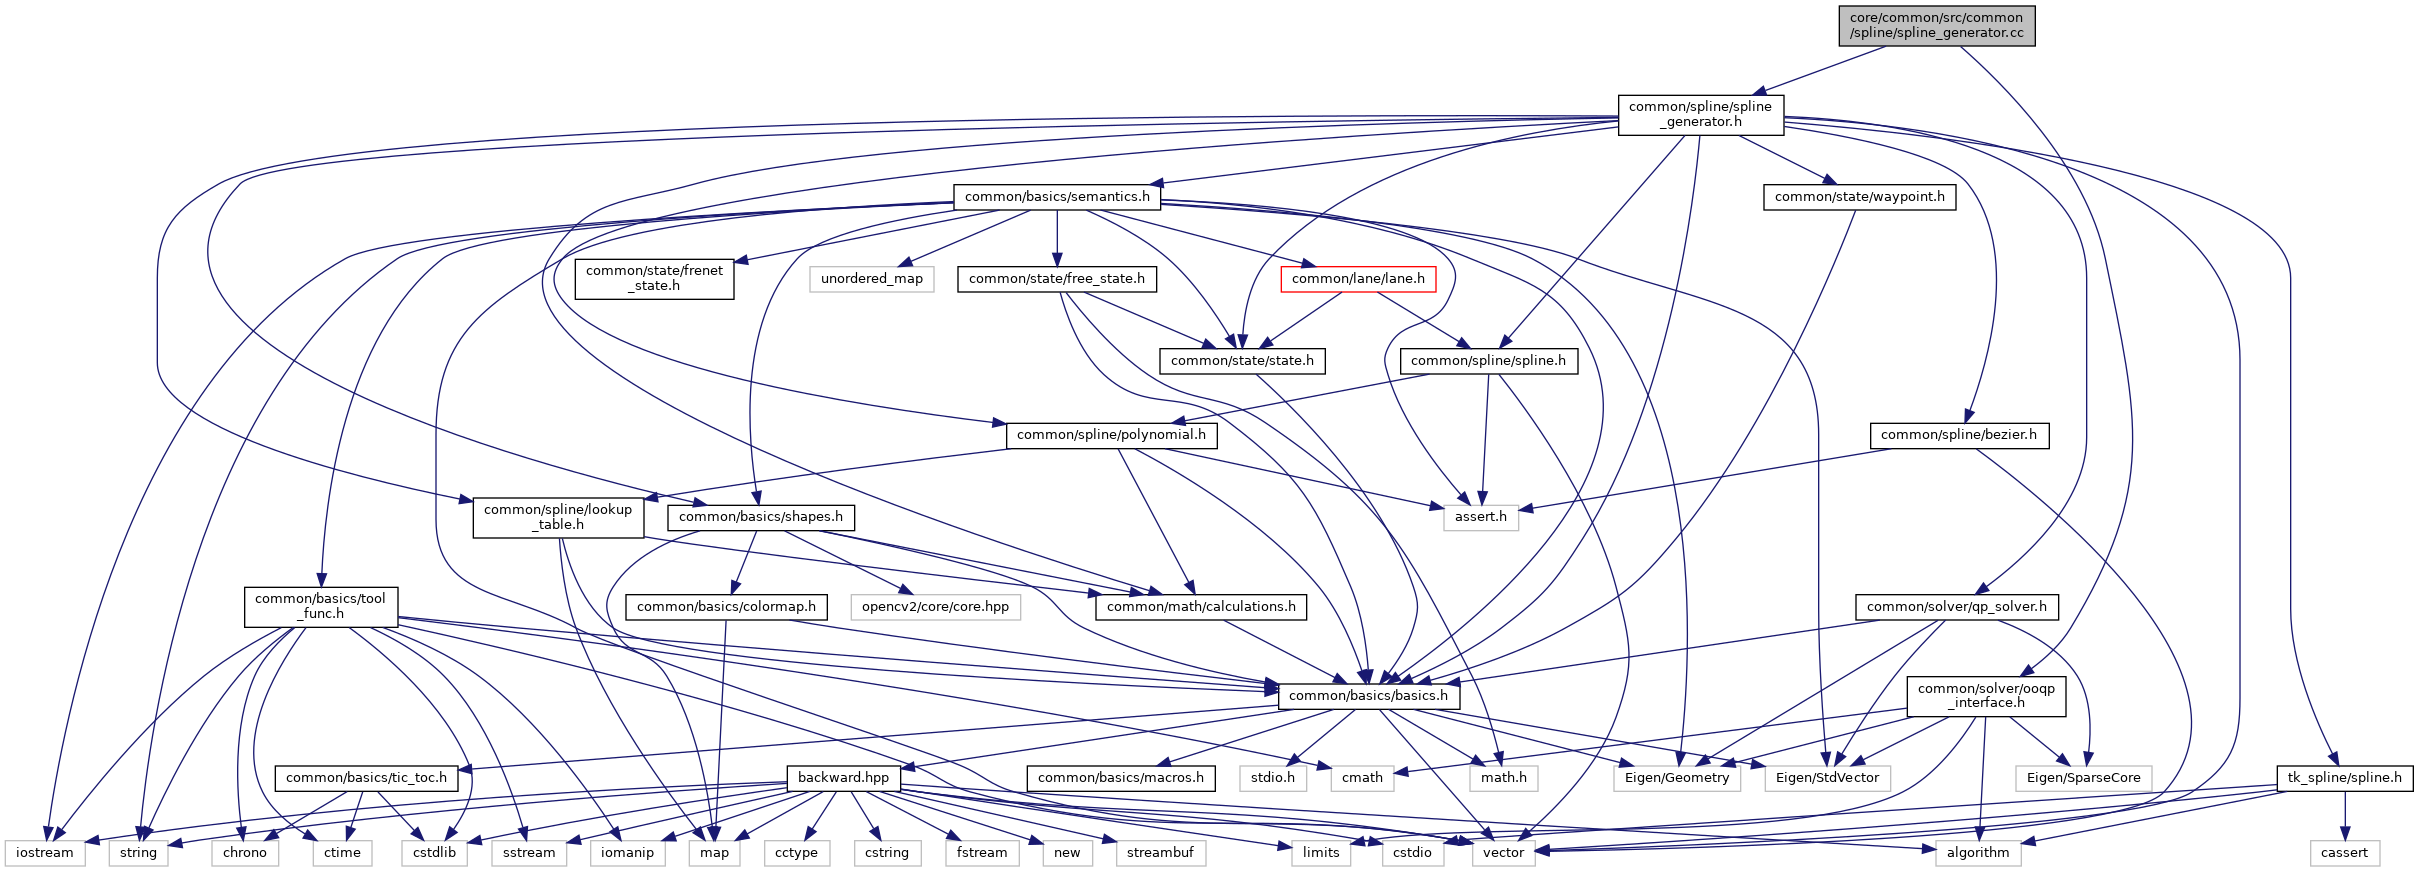 core/common/src/common
/spline/spline_generator.cc
common/spline/spline
_generator.h
common/basics/semantics.h
common/state/waypoint.h
common/state/frenet
_state.h
unordered_map
common/state/free_state.h
common/lane/lane.h
common/state/state.h
common/spline/spline.h
common/spline/polynomial.h
common/spline/bezier.h
common/spline/lookup
_table.h
common/basics/shapes.h
assert.h
common/basics/tool
_func.h
common/basics/colormap.h
opencv2/core/core.hpp
common/math/calculations.h
common/solver/qp_solver.h
common/basics/basics.h
common/solver/ooqp
_interface.h
common/basics/tic_toc.h
backward.hpp
common/basics/macros.h
stdio.h
cmath
math.h
Eigen/Geometry
Eigen/StdVector
Eigen/SparseCore
tk_spline/spline.h
iostream
string
chrono
ctime
cstdlib
sstream
iomanip
map
cctype
cstring
fstream
new
streambuf
limits
cstdio
vector
algorithm
cassert